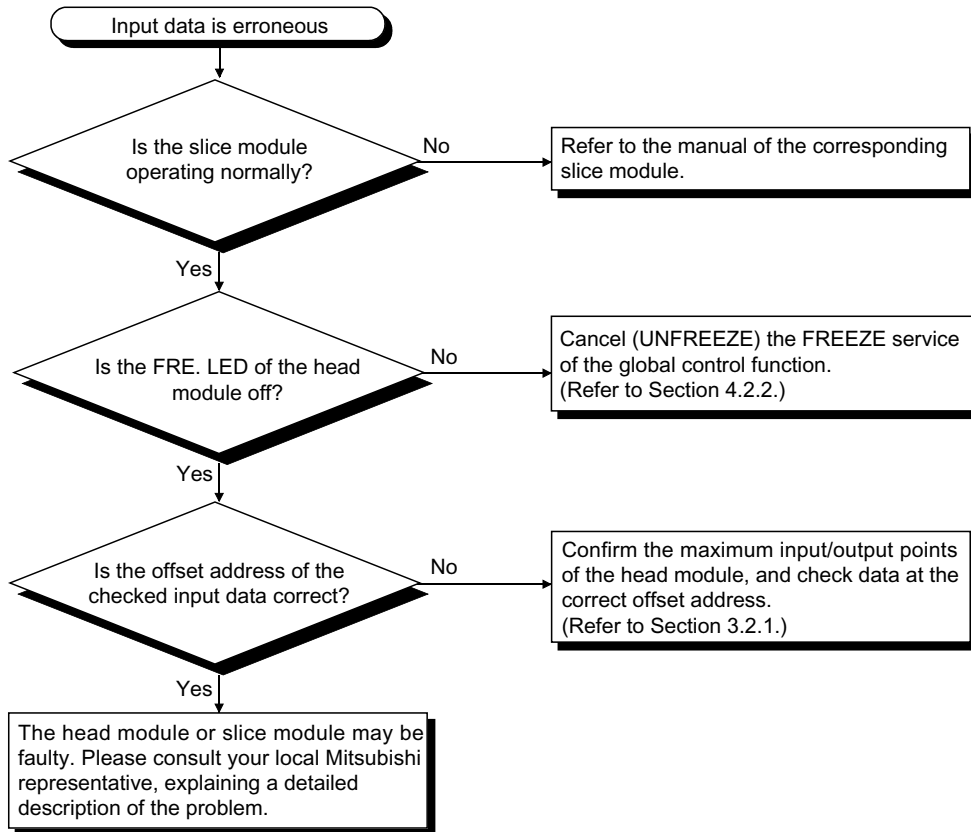 Input data is erroneous
Is the slice module
operating normally?
No
Refer to the manual of the corresponding
slice module.
Yes
Is the FRE. LED of the head
module off?
No
Cancel (UNFREEZE) the FREEZE service
of the global control function.
(Refer to Section 4.2.2.)
Yes
Is the offset address of the
checked input data correct?
No
Confirm the maximum input/output points
of the head module, and check data at the
correct offset address.
(Refer to Section 3.2.1.)
Yes
The head module or slice module may be
faulty. Please consult your local Mitsubishi
representative, explaining a detailed
description of the problem.